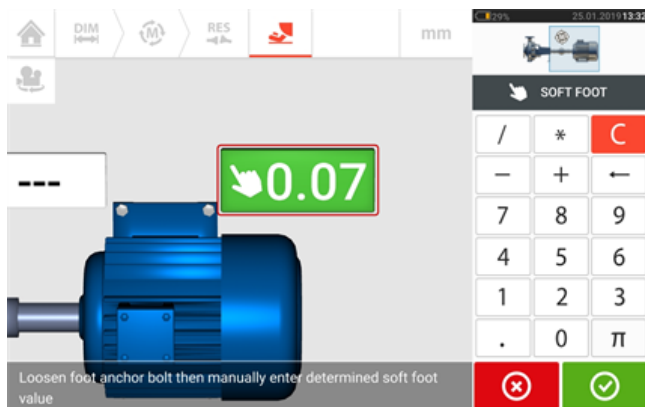 DIM
M
RES
mm
29%
25.01.2019 13:32
SOFT FOOT
---
0.07
/ * C
− + ←
7 8 9
4 5 6
1 2 3
. 0 π
Loosen foot anchor bolt then manually enter determined soft foot
value